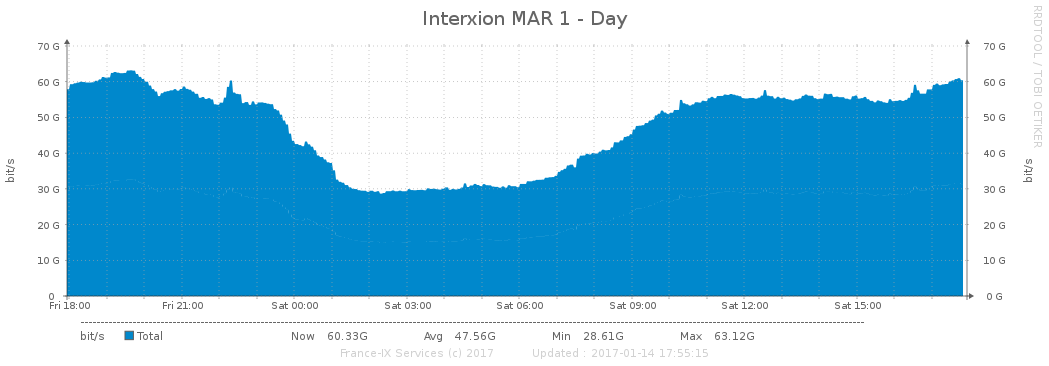 Interxion MAR 1 - Day
RRDTOOL / TOBI OETIKER
70 G 70 G
60 G 60 G
50 G 50 G
40 G 40 G
30 G 30 G
20 G 20 G
10 G 10 G
0 0 G
bit/s bit/s
Fri 18:00 Fri 21:00 Sat 00:00 Sat 03:00 Sat 06:00 Sat 09:00 Sat 12:00 Sat 15:00
bit/s Total Now 60.33G Avg 47.56G Min 28.61G Max 63.12G
France-IX Services (c) 2017 Updated : 2017-01-14 17:55:15